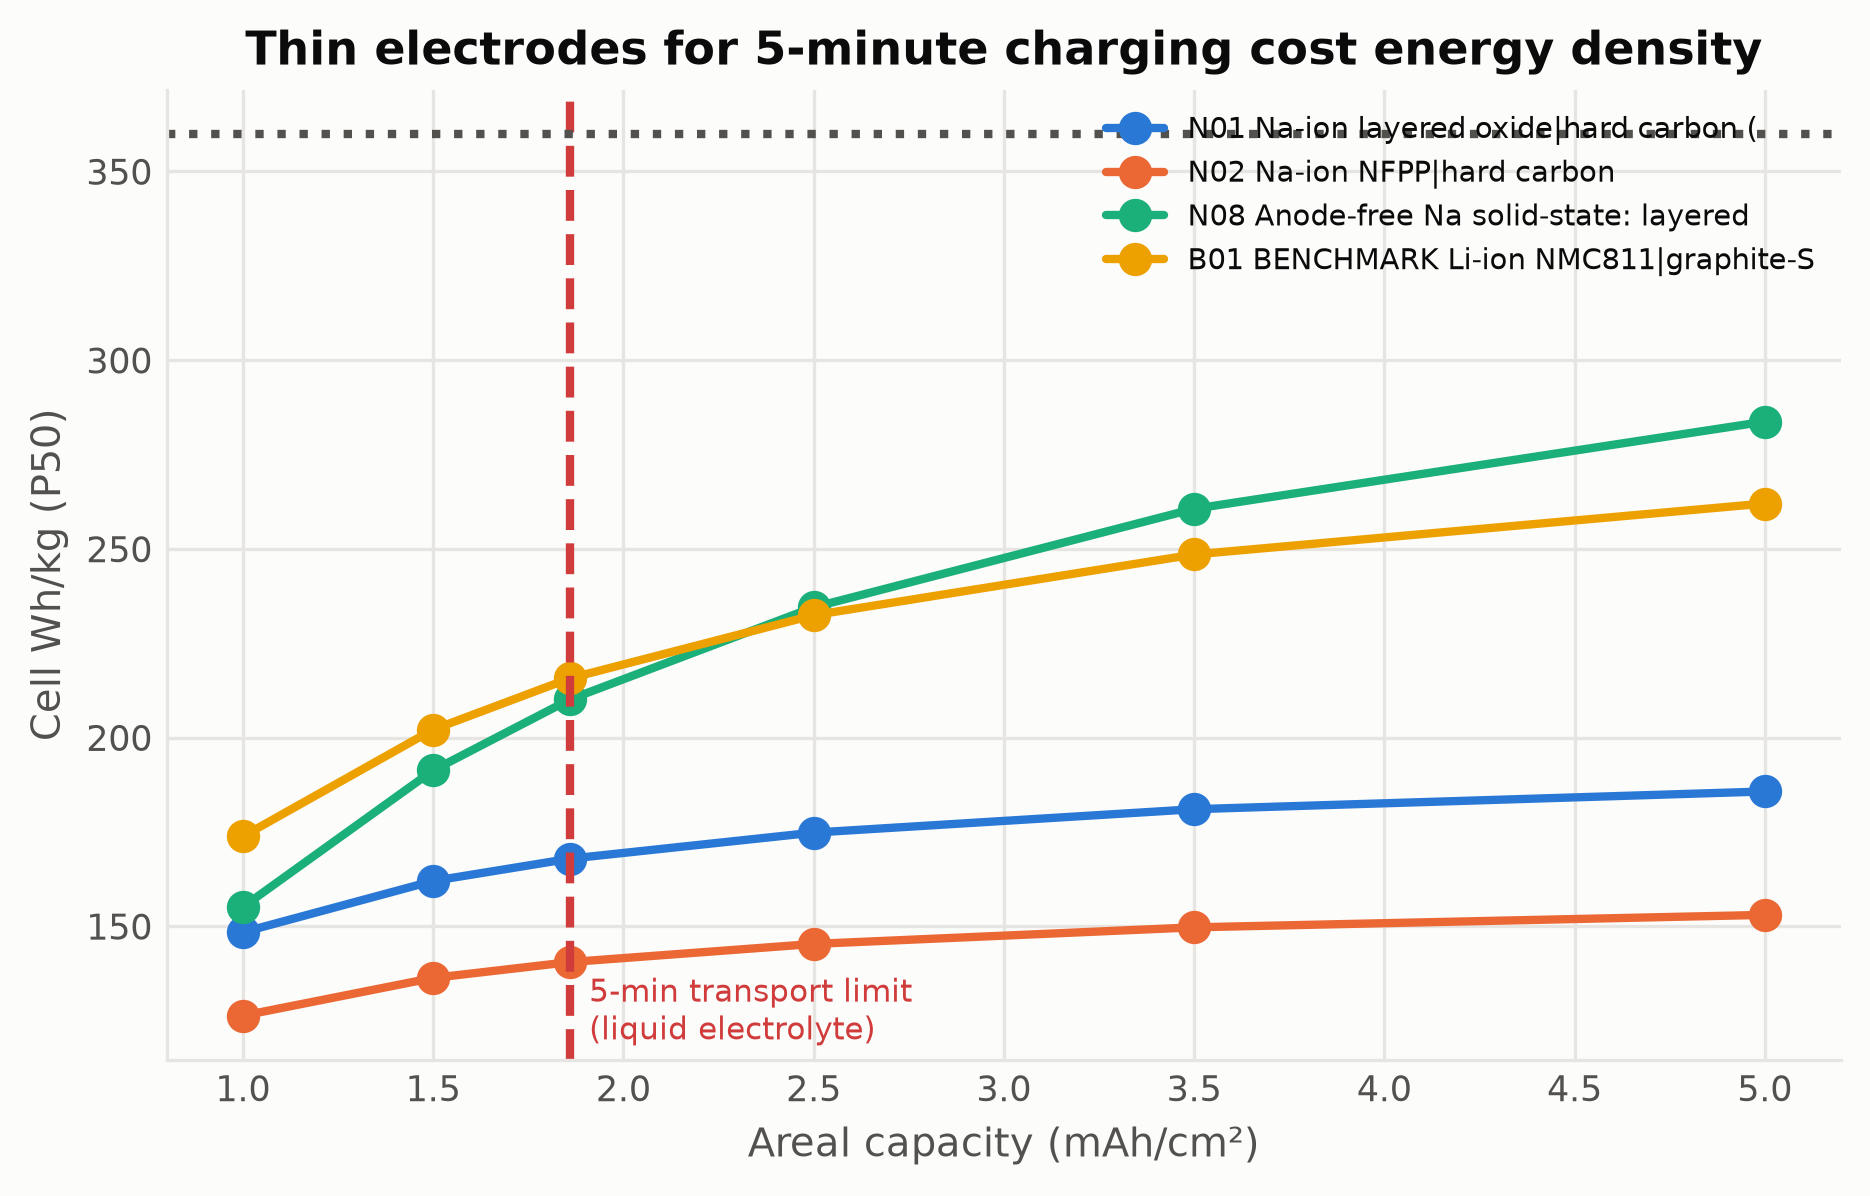 Thin electrodes for 5-minute charging cost energy density
N01 Na-ion layered oxide|hard carbon (
N02 Na-ion NFPP|hard carbon
N08 Anode-free Na solid-state: layered
B01 BENCHMARK Li-ion NMC811|graphite-S
350
300
250
200
150
Cell Wh/kg (P50)
5-min transport limit
(liquid electrolyte)
1.0 1.5 2.0 2.5 3.0 3.5 4.0 4.5 5.0
Areal capacity (mAh/cm²)